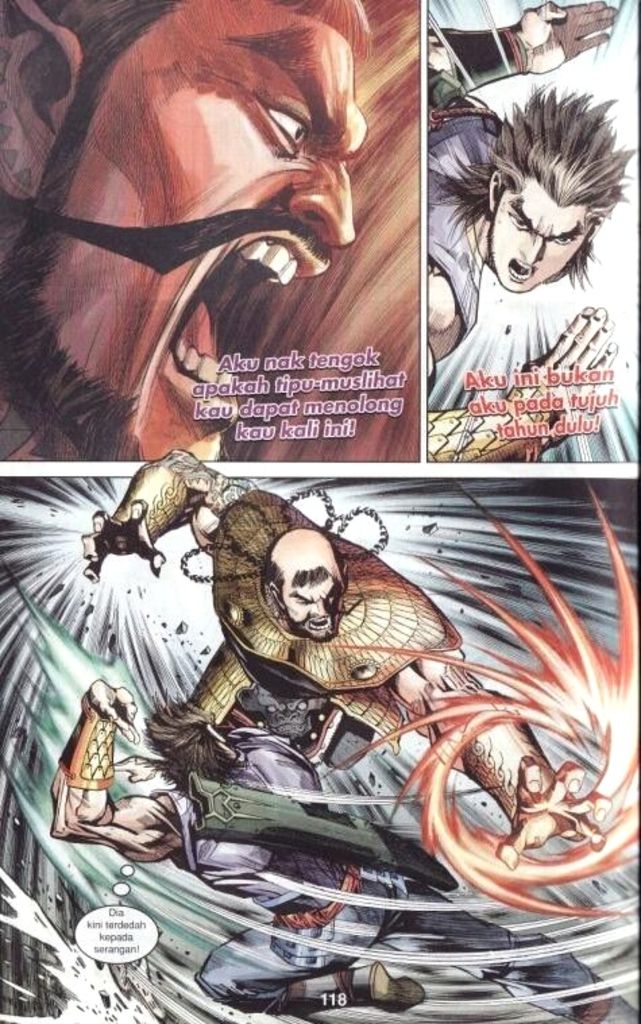 Aku nak tengok
apakah tipu-muslihat
kau dapat menolong
kau kali ini!
Aku ini bukan
aku pada tujuh
tahun dulu!
Dia
kini terdedah
kepada
serangan!
118